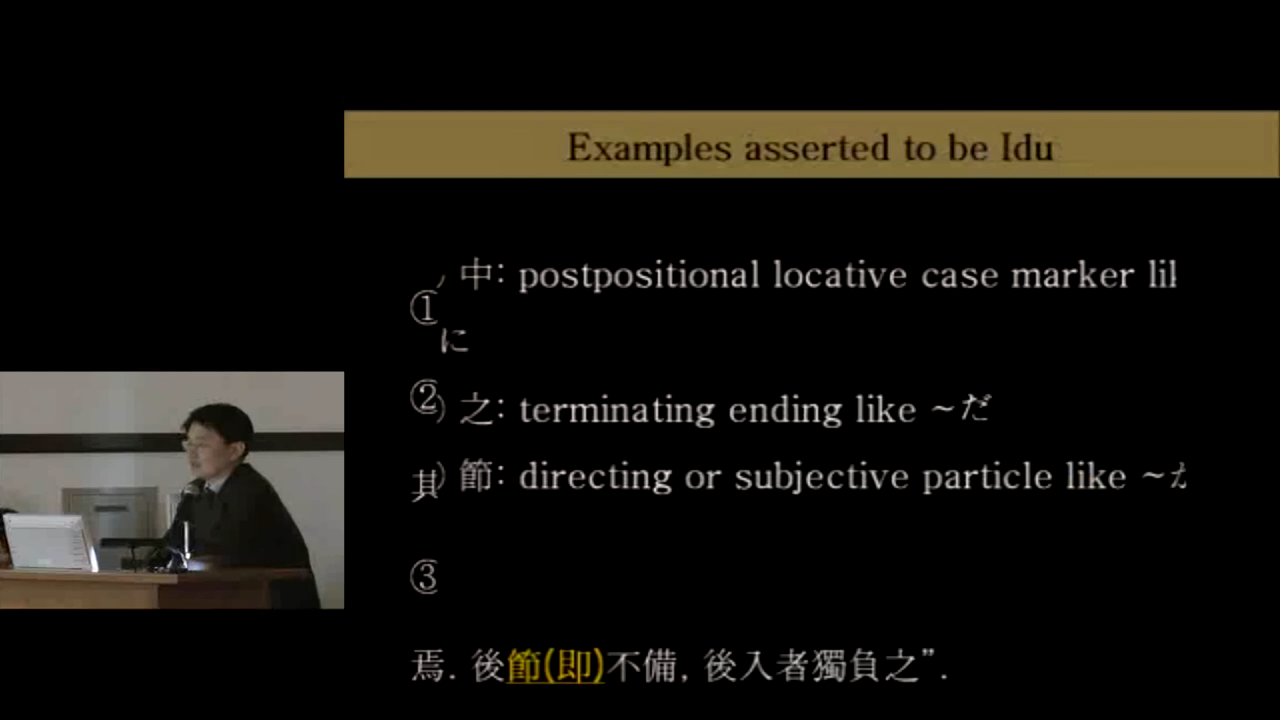 Examples asserted to be Idu
① 中: postpositional locative case marker
に
② 之: terminating ending like ~だ
其 節: directing or subjective particle like ~
③
焉. 後節(即)不備, 後入者獨負之”.